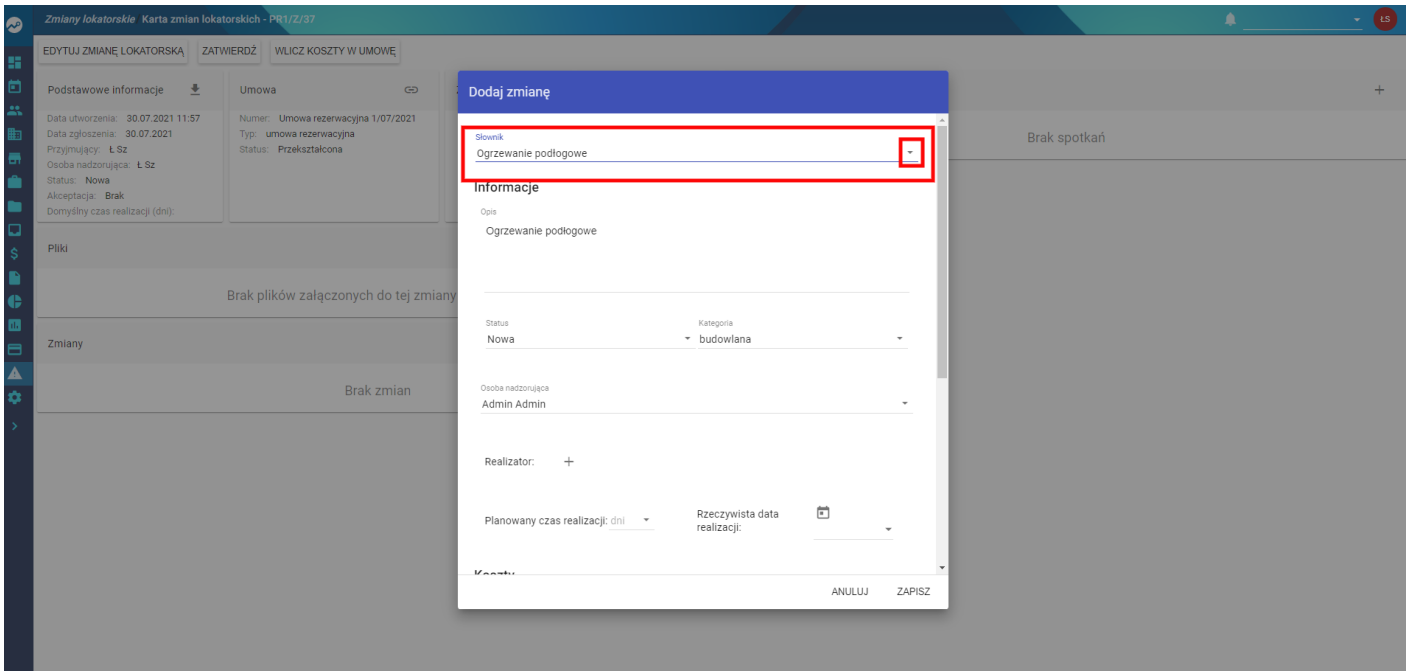 Zmiany lokatorskie Karta zmian lokatorskich - PR1/Z/37
ŁS
EDYTUJ ZMIANĘ LOKATORSKĄ ZATWIERDŹ WLICZ KOSZTY W UMOWĘ
Podstawowe informacje
Data utworzenia: 30.07.2021 11:57
Data zgłoszenia: 30.07.2021
Przyjmujący: Ł Sz
Osoba nadzorująca: Ł Sz
Status: Nowa
Akceptacja: Brak
Domyślny czas realizacji (dni):
Umowa
Numer: Umowa rezerwacyjna 1/07/2021
Typ: umowa rezerwacyjna
Status: Przekształcona
Brak spotkań
Pliki
Brak plików załączonych do tej zmiany
Zmiany
Brak zmian
Dodaj zmianę
Słownik
Ogrzewanie podłogowe
Informacje
Opis
Ogrzewanie podłogowe
Status Kategoria
Nowa budowlana
Osoba nadzorująca
Admin Admin
Realizator:
Planowany czas realizacji: dni
Rzeczywista data
realizacji:
Koszty
ANULUJ ZAPISZ